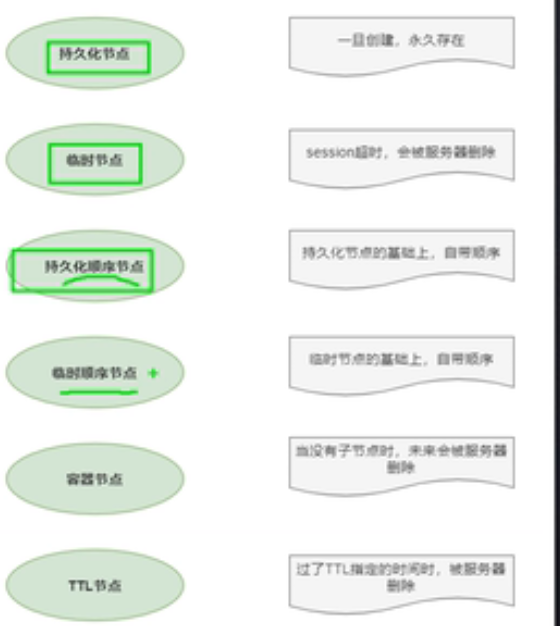 持久化节点
一旦创建，永久存在
临时节点
session超时，会被服务器删除
持久化顺序节点
持久化节点的基础上，自带顺序
临时顺序节点
临时节点的基础上，自带顺序
容器节点
当没有子节点时，未来会被服务器
删除
TTL节点
过了TTL指定的时间时，被服务器
删除